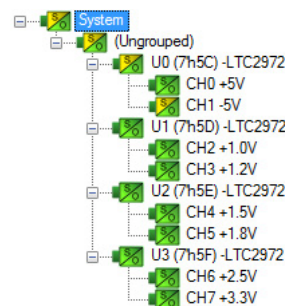 System
(Ungrouped)
U0 (7h5C) -LTC2972
CH0 +5V
CH1 -5V
U1 (7h5D) -LTC2972
CH2 +1.0V
CH3 +1.2V
U2 (7h5E) -LTC2972
CH4 +1.5V
CH5 +1.8V
U3 (7h5F) -LTC2972
CH6 +2.5V
CH7 +3.3V